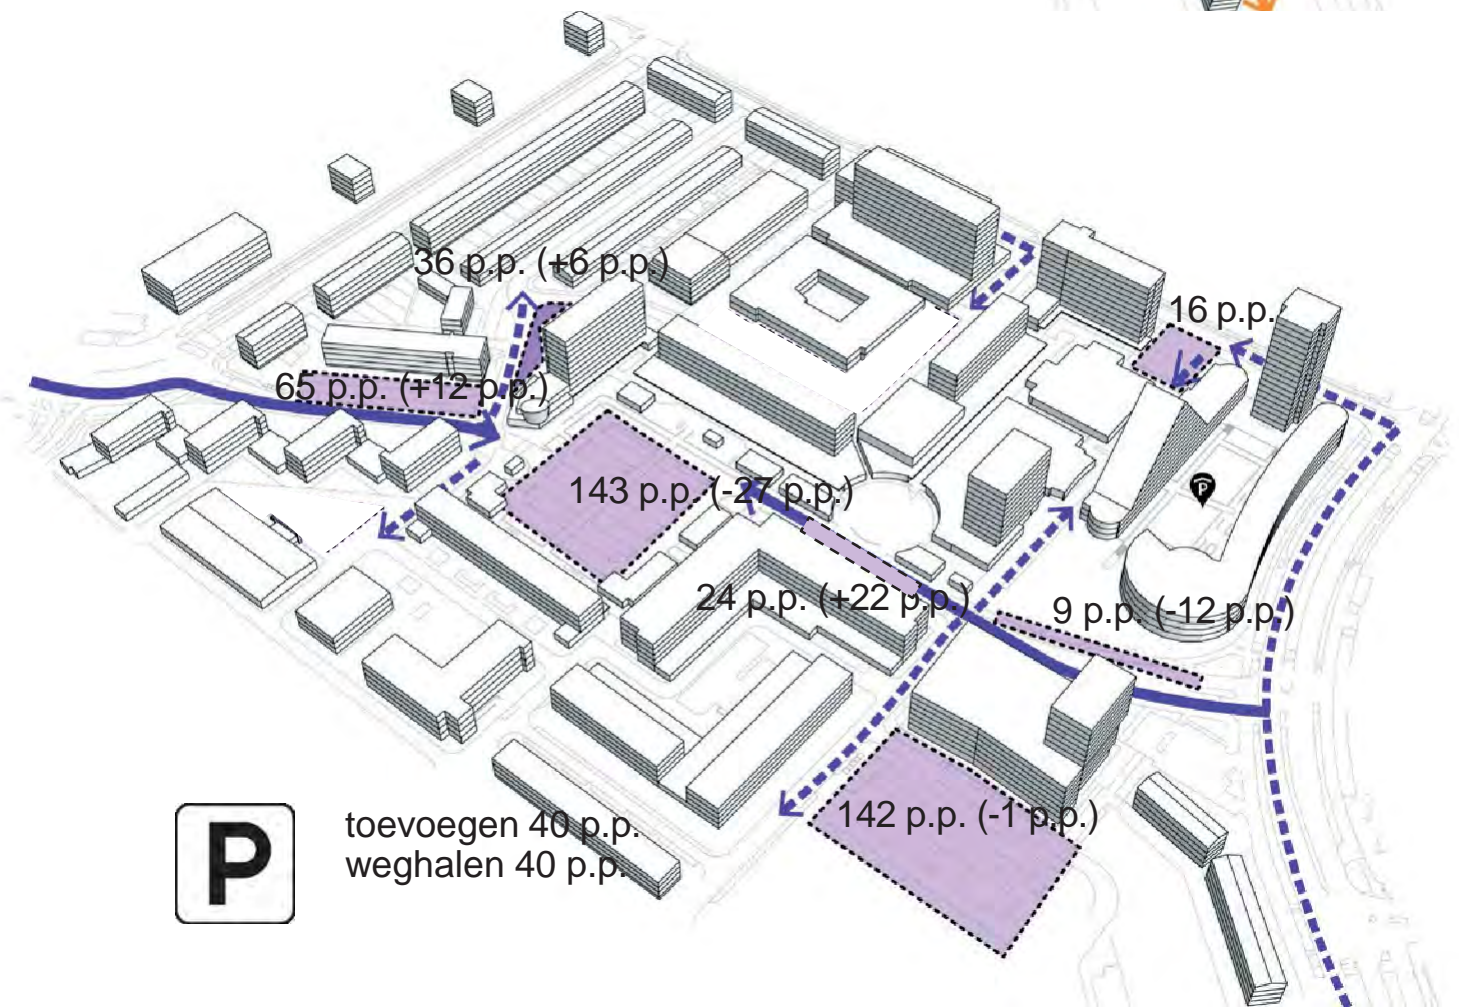 36 p.p. (+6 p.p.)
16 p.p.
65 p.p. (+12 p.p.)
143 p.p. (-27 p.p.)
P
24 p.p. (+22 p.p.)
9 p.p. (-12 p.p.)
142 p.p. (-1 p.p.)
P
toevoegen 40 p.p.
weghalen 40 p.p.